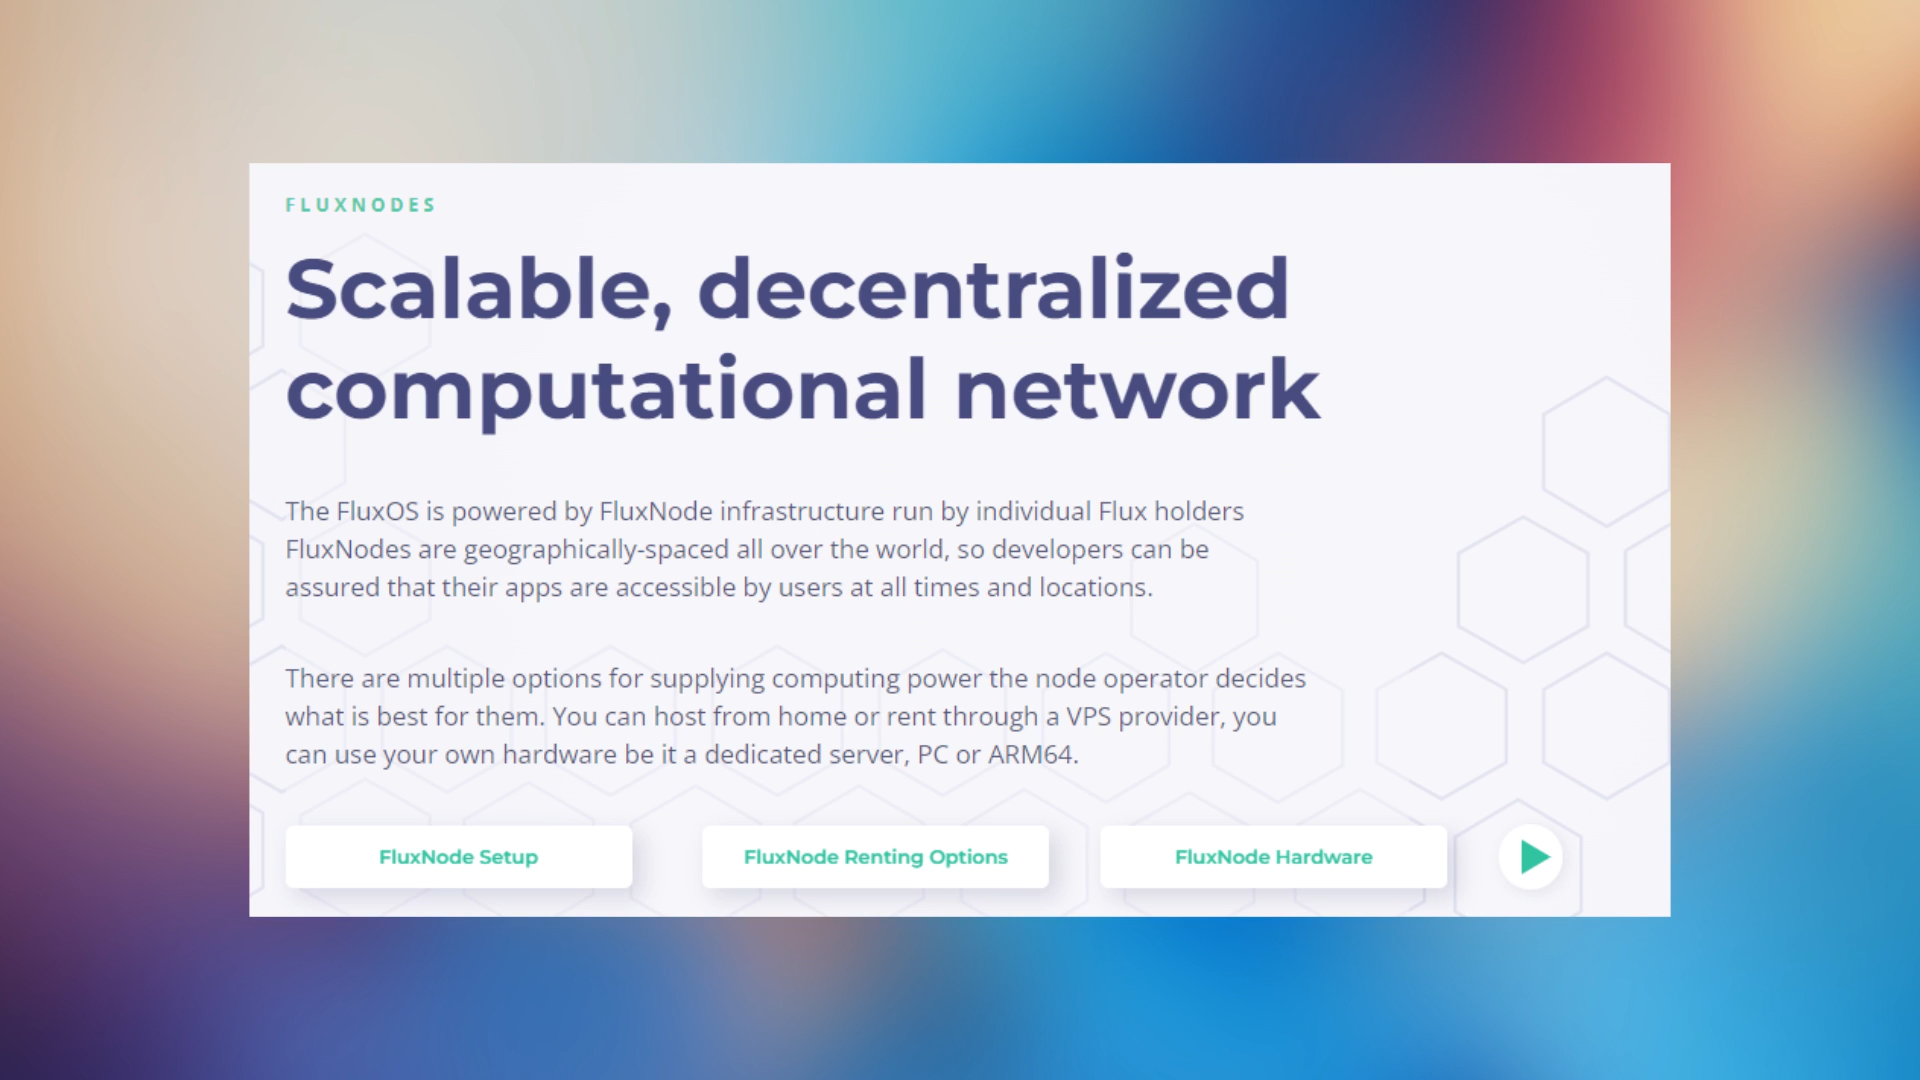 FLUXNODES
Scalable, decentralized
computational network
The FluxOS is powered by FluxNode infrastructure run by individual Flux holders
FluxNodes are geographically-spaced all over the world, so developers can be
assured that their apps are accessible by users at all times and locations.
There are multiple options for supplying computing power the node operator decides
what is best for them. You can host from home or rent through a VPS provider, you
can use your own hardware be it a dedicated server, PC or ARM64.
FluxNode Setup
FluxNode Renting Options
FluxNode Hardware